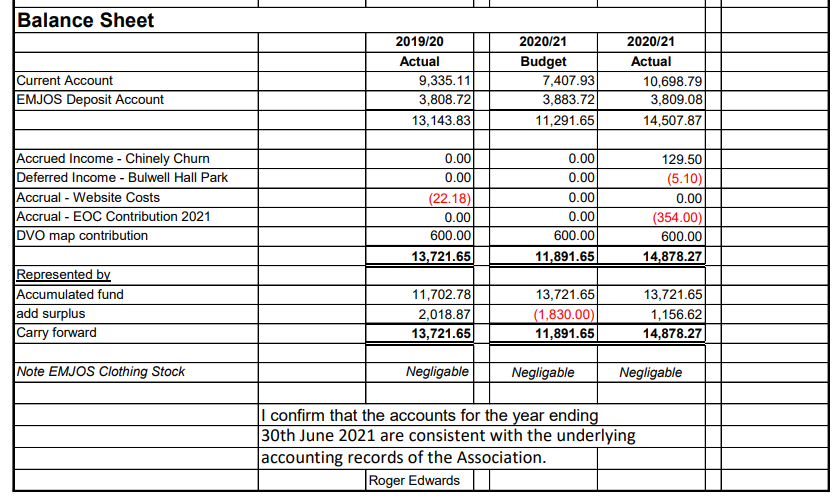 Balance Sheet
2019/20 2020/21 2020/21
Actual Budget Actual
Current Account 9,335.11 7,407.93 10,698.79
EMJOS Deposit Account 3,808.72 3,883.72 3,809.08
13,143.83 11,291.65 14,507.87
Accrued Income - Chinely Churn 0.00 0.00 129.50
Deferred Income - Bulwell Hall Park 0.00 0.00 (5.10)
Accrual - Website Costs (22.18) 0.00 0.00
Accrual - EOC Contribution 2021 0.00 0.00 (354.00)
DVO map contribution 600.00 600.00 600.00
13,721.65 11,891.65 14,878.27
Represented by
Accumulated fund 11,702.78 13,721.65 13,721.65
add surplus 2,018.87 (1,830.00) 1,156.62
Carry forward 13,721.65 11,891.65 14,878.27
Note EMJOS Clothing Stock Negligable Negligable Negligable
I confirm that the accounts for the year ending
30th June 2021 are consistent with the underlying
accounting records of the Association.
Roger Edwards